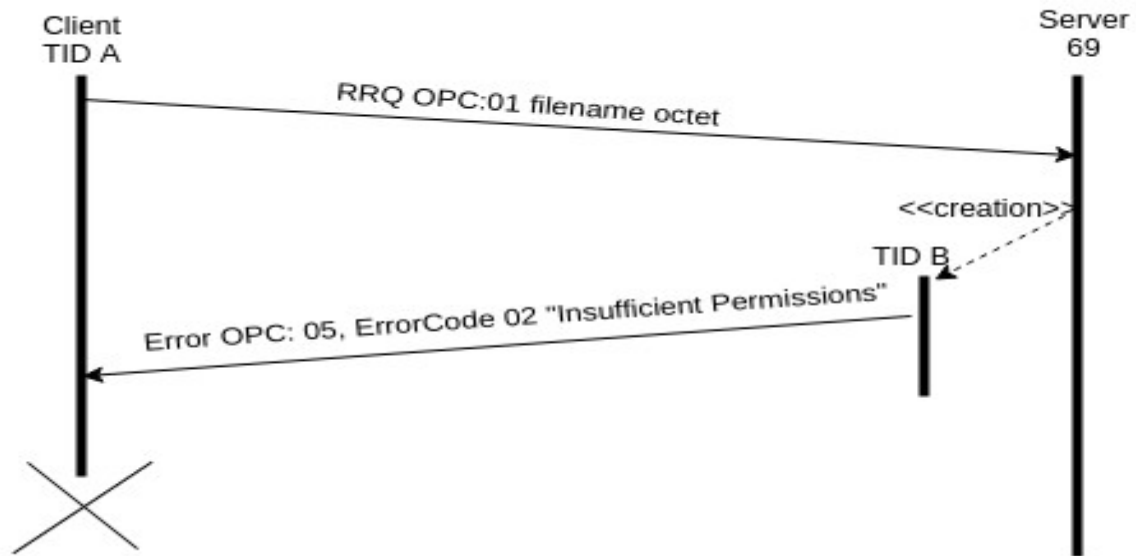 Client
TID A
Server
69
RRQ OPC:01 filename octet
<<creation>>
TID B
Error OPC: 05, ErrorCode 02 "Insufficient Permissions"